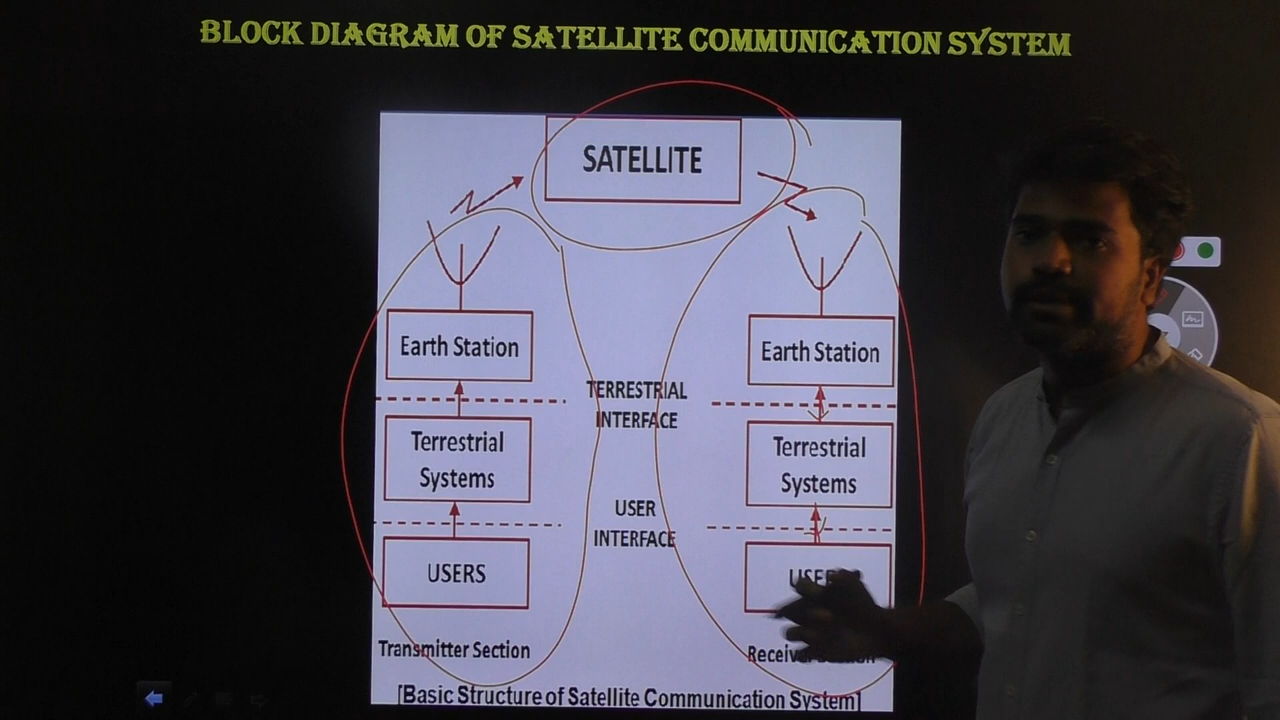 BLOCK DIAGRAM OF SATELLITE COMMUNICATION SYSTEM
SATELLITE
Earth Station
Earth Station
TERRESTRIAL
INTERFACE
Terrestrial
Systems
Terrestrial
Systems
USER
INTERFACE
USERS
Transmitter Section
[Basic Structure of Satellite Communication System]